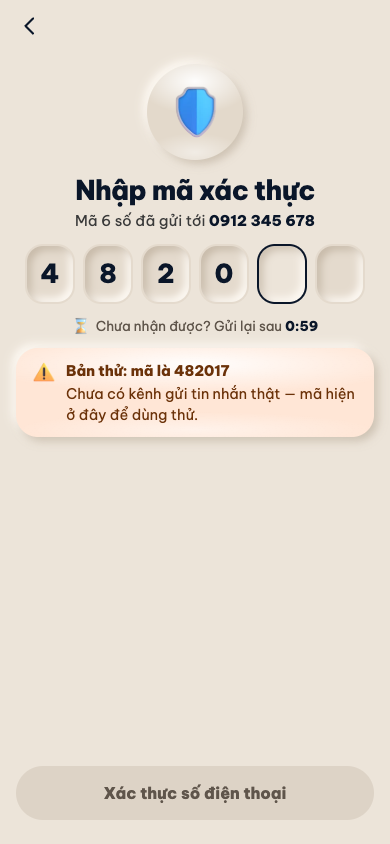 Nhập mã xác thực
Mã 6 số đã gửi tới 0912 345 678
4 8 2 0
Chưa nhận được? Gửi lại sau 0:59
Bản thử: mã là 482017
Chưa có kênh gửi tin nhắn thật — mã hiện
ở đây để dùng thử.
Xác thực số điện thoại